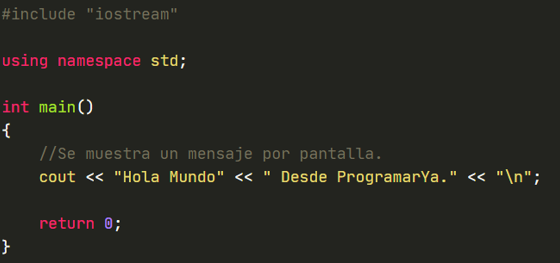 #include "iostream"
using namespace std;
int main()
{
//Se muestra un mensaje por pantalla.
cout << "Hola Mundo" << " Desde ProgramarYa." << "\n";
return 0;
}